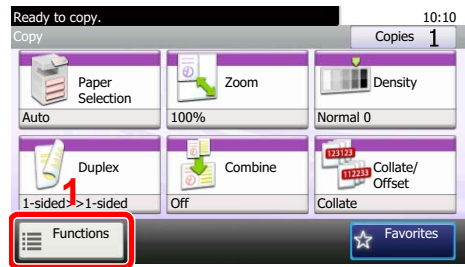 Ready to copy. 10:10
Copy Copies 1
Paper
Selection
Auto
Zoom
100%
Density
Normal 0
Duplex
1-sided>>1-sided
Combine
Off
123123
112233
Collate/
Offset
Collate
1
Functions
Favorites